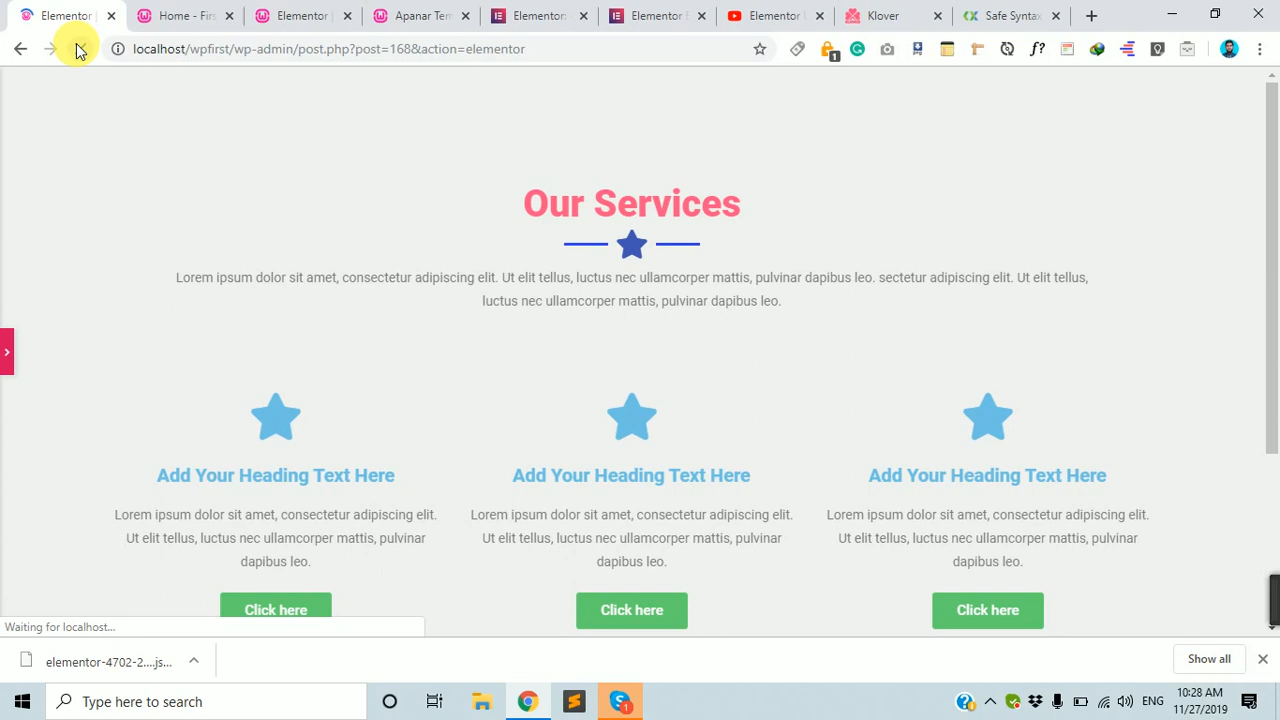 Elementor
Home - Firs
Elementor
Apanar Tem
Elementor:
Elementor E
Elementor U
Klover
Safe Syntax
localhost/wpfirst/wp-admin/post.php?post=168&action=elementor
1
f?
Our Services
Lorem ipsum dolor sit amet, consectetur adipiscing elit. Ut elit tellus, luctus nec ullamcorper mattis, pulvinar dapibus leo. sectetur adipiscing elit. Ut elit tellus,
luctus nec ullamcorper mattis, pulvinar dapibus leo.
Add Your Heading Text Here
Add Your Heading Text Here
Add Your Heading Text Here
Lorem ipsum dolor sit amet, consectetur adipiscing elit.
Ut elit tellus, luctus nec ullamcorper mattis, pulvinar
dapibus leo.
Lorem ipsum dolor sit amet, consectetur adipiscing elit.
Ut elit tellus, luctus nec ullamcorper mattis, pulvinar
dapibus leo.
Lorem ipsum dolor sit amet, consectetur adipiscing elit.
Ut elit tellus, luctus nec ullamcorper mattis, pulvinar
dapibus leo.
Click here
Click here
Click here
Waiting for localhost...
elementor-4702-2....js...
Show all
Type here to search
1
ENG
10:28 AM
11/27/2019